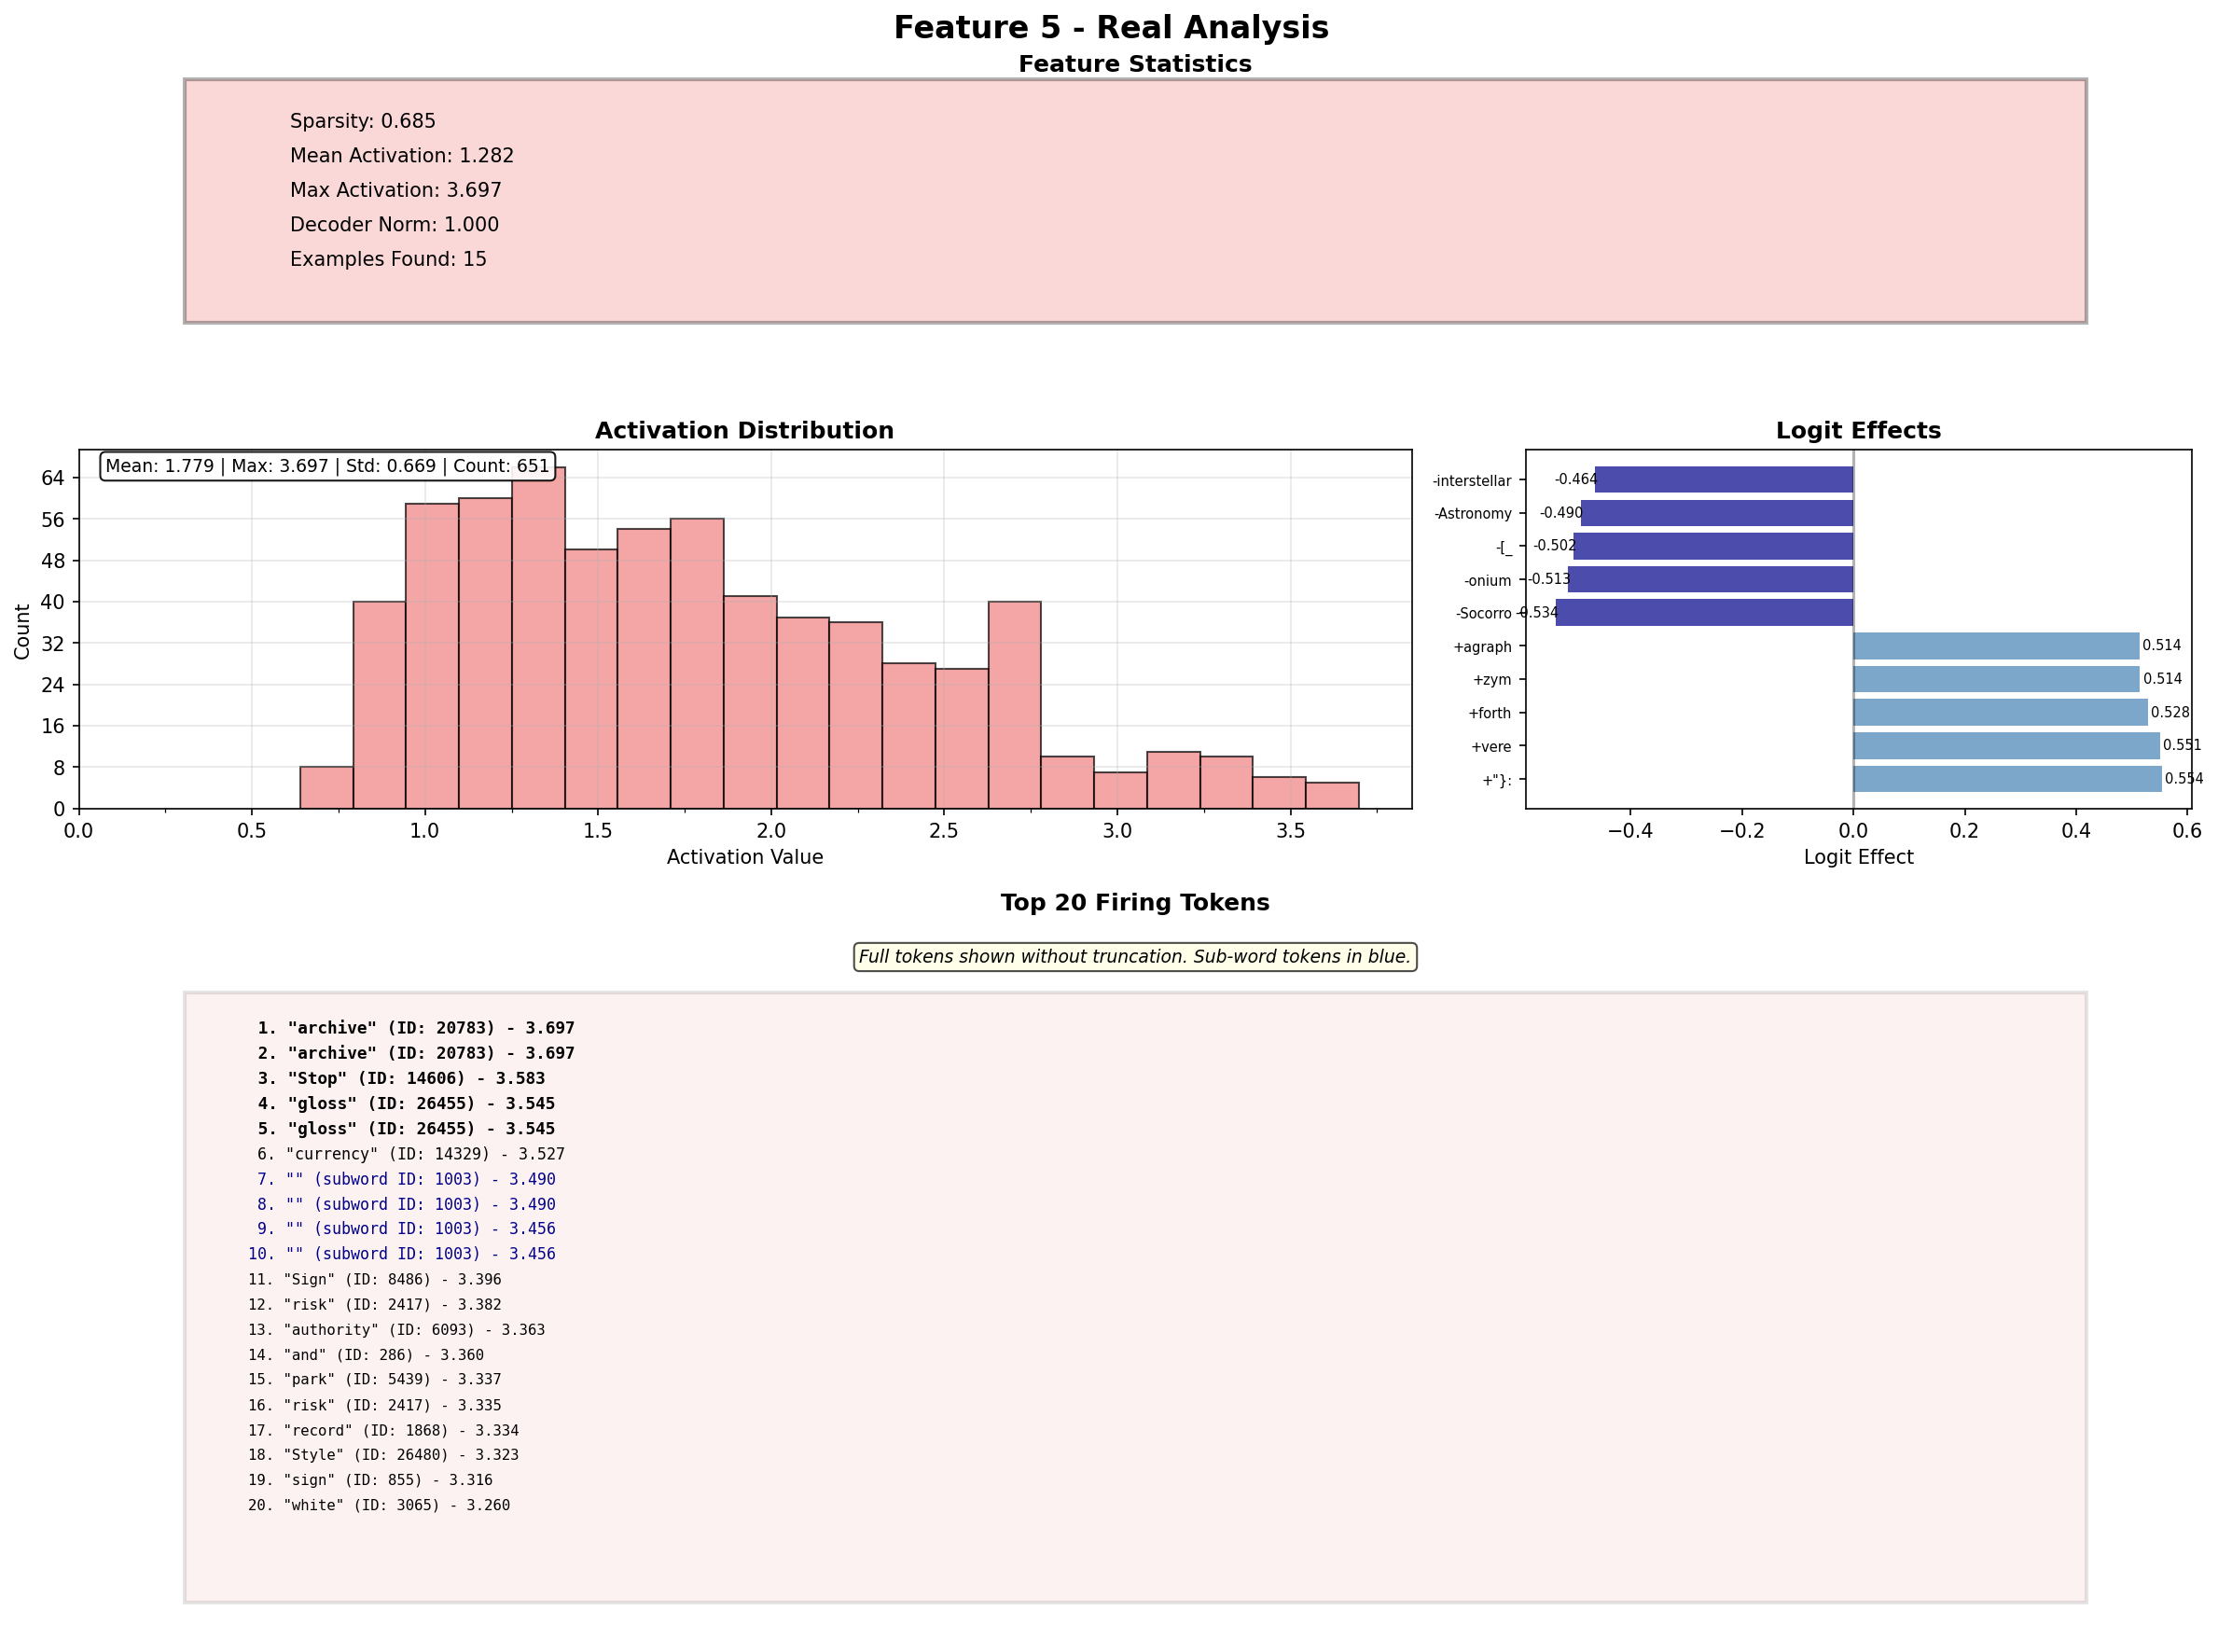 Feature 5 - Real Analysis
Feature Statistics
Sparsity: 0.685
Mean Activation: 1.282
Max Activation: 3.697
Decoder Norm: 1.000
Examples Found: 15
Activation Distribution
Mean: 1.779 | Max: 3.697 | Std: 0.669 | Count: 651
64
56
48
40
32
24
16
8
0
Count
0.0 0.5 1.0 1.5 2.0 2.5 3.0 3.5
Activation Value
Logit Effects
-interstellar -0.464
-Astronomy -0.490
-[_ -0.502
-onium -0.513
-Socorro -0.534
+agraph 0.514
+zym 0.514
+forth 0.528
+vere 0.551
+"}: 0.554
−0.4 −0.2 0.0 0.2 0.4 0.6
Logit Effect
Top 20 Firing Tokens
Full tokens shown without truncation. Sub-word tokens in blue.
1. "archive" (ID: 20783) - 3.697
2. "archive" (ID: 20783) - 3.697
3. "Stop" (ID: 14606) - 3.583
4. "gloss" (ID: 26455) - 3.545
5. "gloss" (ID: 26455) - 3.545
6. "currency" (ID: 14329) - 3.527
7. "" (subword ID: 1003) - 3.490
8. "" (subword ID: 1003) - 3.490
9. "" (subword ID: 1003) - 3.456
10. "" (subword ID: 1003) - 3.456
11. "Sign" (ID: 8486) - 3.396
12. "risk" (ID: 2417) - 3.382
13. "authority" (ID: 6093) - 3.363
14. "and" (ID: 286) - 3.360
15. "park" (ID: 5439) - 3.337
16. "risk" (ID: 2417) - 3.335
17. "record" (ID: 1868) - 3.334
18. "Style" (ID: 26480) - 3.323
19. "sign" (ID: 855) - 3.316
20. "white" (ID: 3065) - 3.260